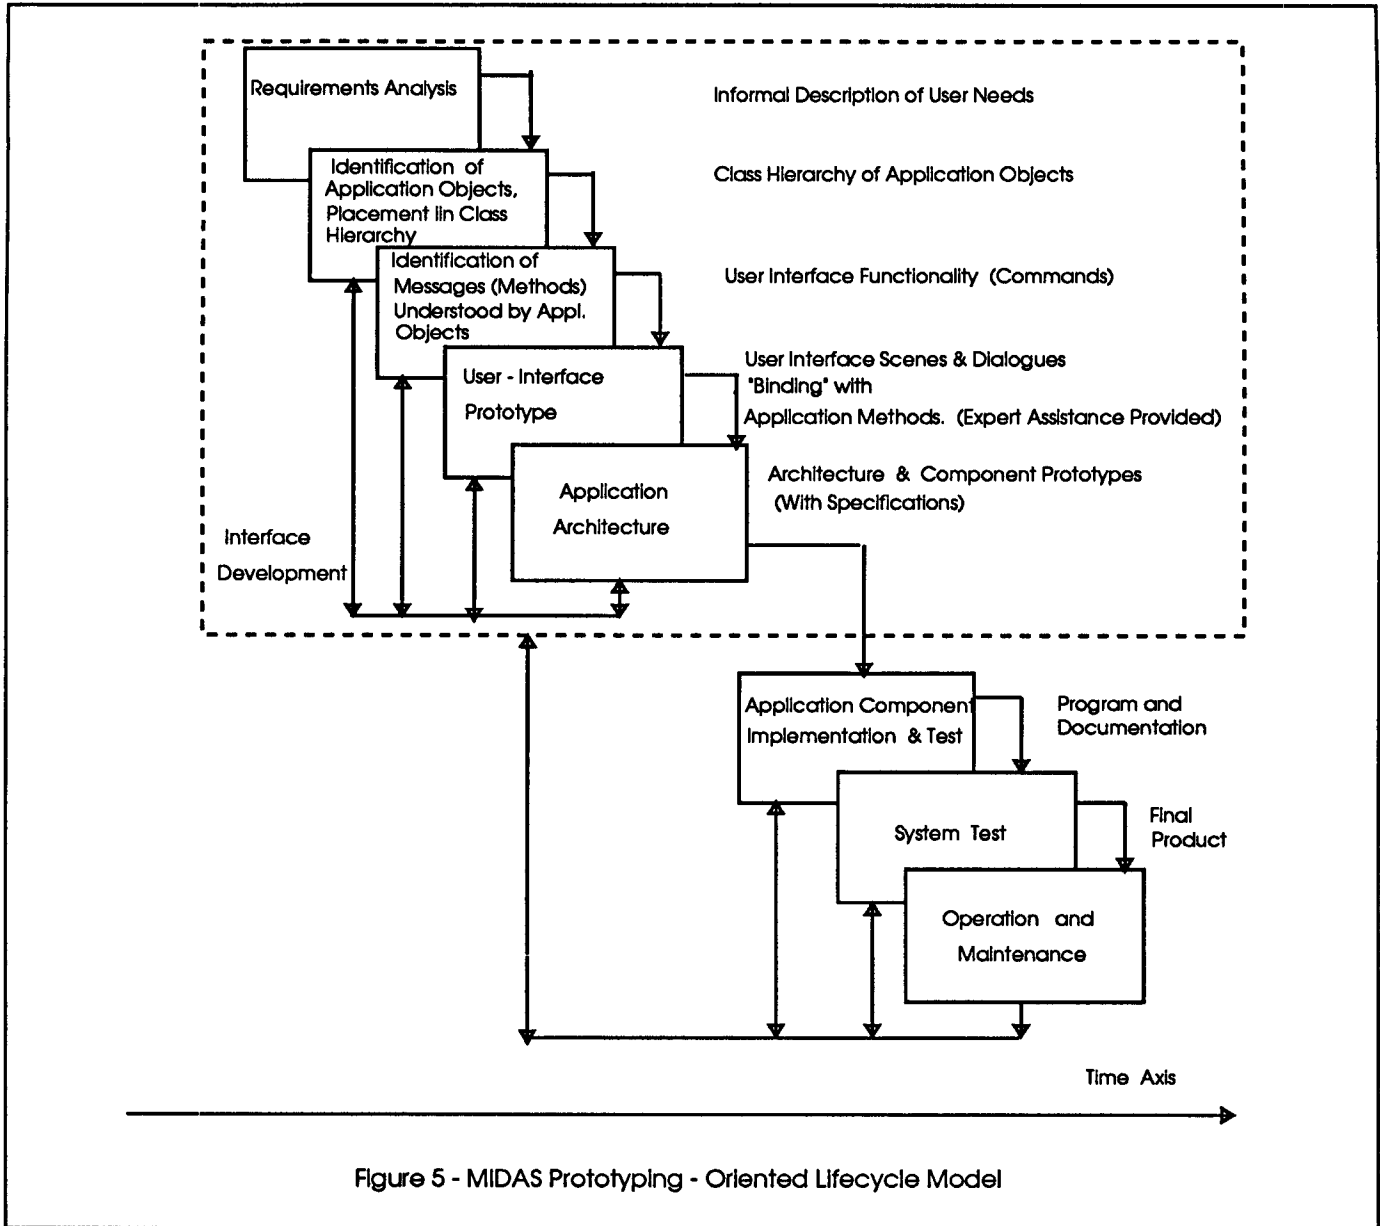 Requirements Analysis
Informal Description of User Needs
Identification of
Application Objects,
Placement iin Class
Hierarchy
Class Hierarchy of Application Objects
Identification of
Messages (Methods)
Understood by Appl.
Objects
User Interface Functionality (Commands)
User - Interface
Prototype
User Interface Scenes & Dialogues
"Binding" with
Application Methods. (Expert Assistance Provided)
Application
Architecture
Architecture & Component Prototypes
(With Specifications)
Interface
Development
Application Component
Implementation & Test
Program and
Documentation
System Test
Final
Product
Operation and
Maintenance
Time Axis
Figure 5 - MIDAS Prototyping - Oriented Lifecycle Model